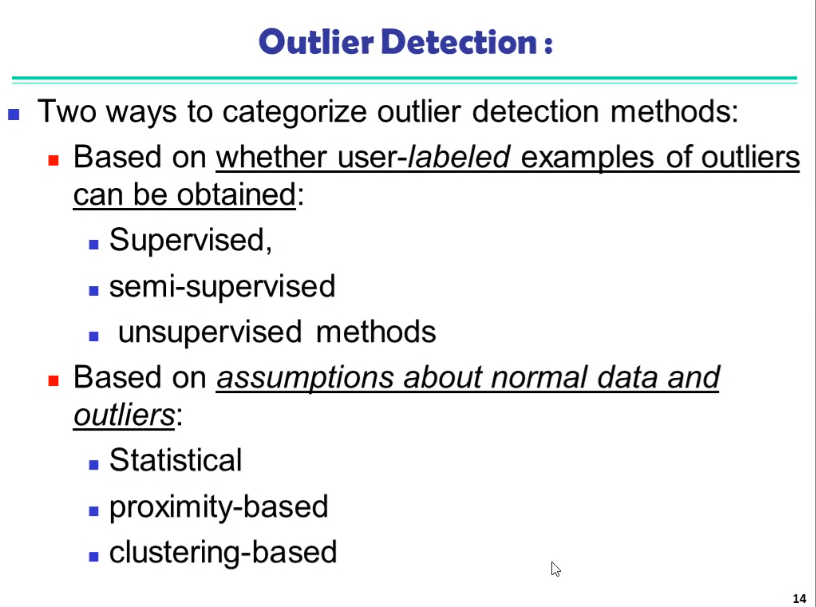 Outlier Detection :
Two ways to categorize outlier detection methods:
Based on whether user-labeled examples of outliers
can be obtained:
Supervised,
semi-supervised
unsupervised methods
Based on assumptions about normal data and
outliers:
Statistical
proximity-based
clustering-based
14